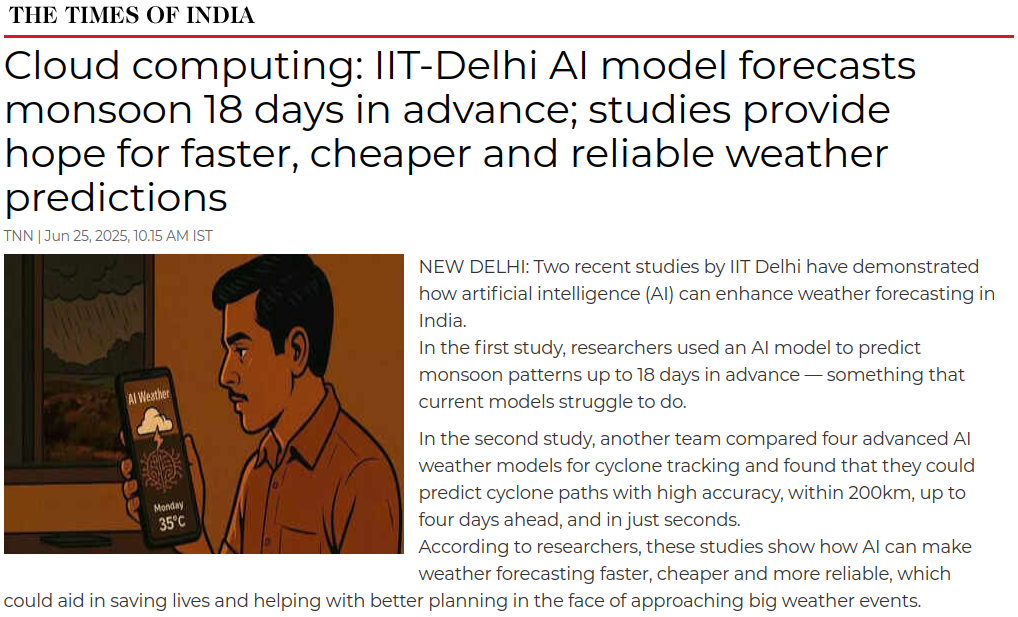 THE TIMES OF INDIA
Cloud computing: IIT-Delhi AI model forecasts
monsoon 18 days in advance; studies provide
hope for faster, cheaper and reliable weather
predictions
TNN | Jun 25, 2025, 10.15 AM IST
AI Weather
Monday
35°C
NEW DELHI: Two recent studies by IIT Delhi have demonstrated
how artificial intelligence (AI) can enhance weather forecasting in
India.
In the first study, researchers used an AI model to predict
monsoon patterns up to 18 days in advance — something that
current models struggle to do.
In the second study, another team compared four advanced AI
weather models for cyclone tracking and found that they could
predict cyclone paths with high accuracy, within 200km, up to
four days ahead, and in just seconds.
According to researchers, these studies show how AI can make
weather forecasting faster, cheaper and more reliable, which
could aid in saving lives and helping with better planning in the face of approaching big weather events.